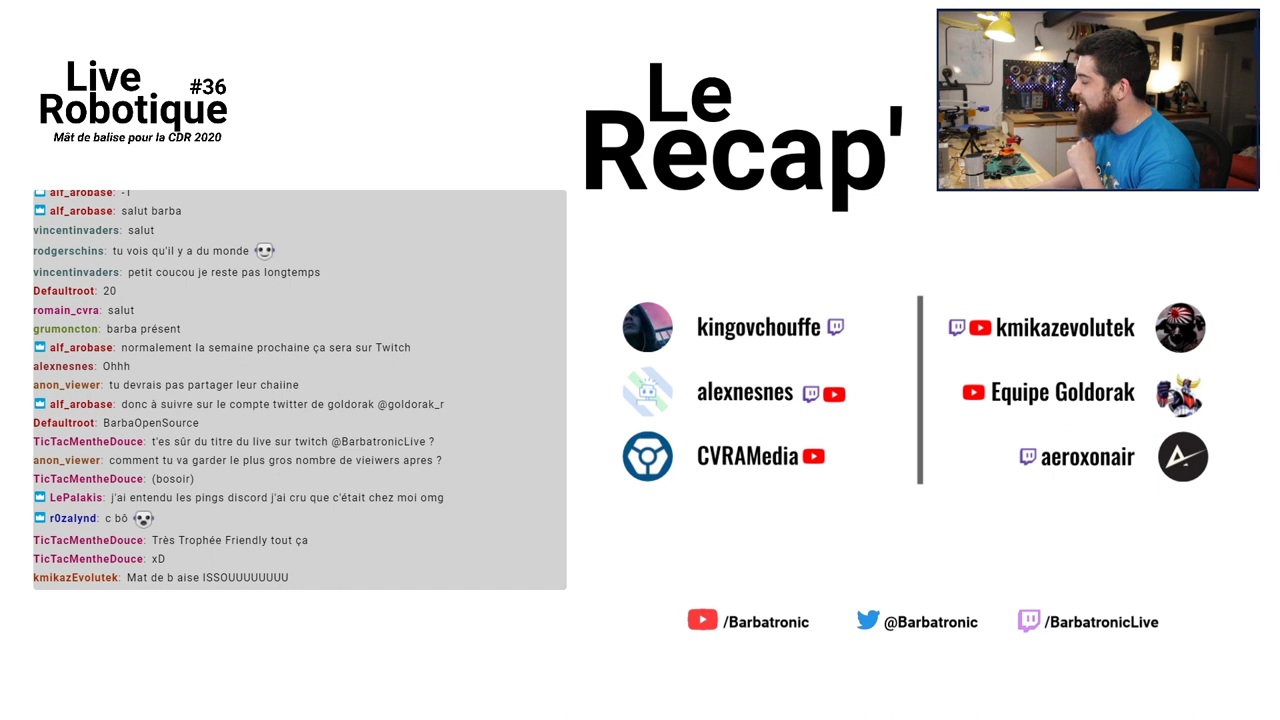 Live
Robotique #36
Mât de balise pour la CDR 2020
alf_arobase: -1
alf_arobase: salut barba
vincentinvaders: salut
rodgerschins: tu vois qu'il y a du monde
vincentinvaders: petit coucou je reste pas longtemps
Defaultroot: 20
romain_cvra: salut
grumoncton: barba présent
alf_arobase: normalement la semaine prochaine ça sera sur Twitch
alexnesnes: Ohhh
anon_viewer: tu devrais pas partager leur chaiine
alf_arobase: donc à suivre sur le compte twitter de goldorak @goldorak_r
Defaultroot: BarbaOpenSource
TicTacMentheDouce: t'es sûr du titre du live sur twitch @BarbatronicLive ?
anon_viewer: comment tu va garder le plus gros nombre de vieiwers apres ?
TicTacMentheDouce: (bosoir)
LePalakis: j'ai entendu les pings discord j'ai cru que c'était chez moi omg
r0zalynd: c bô
TicTacMentheDouce: Très Trophée Friendly tout ça
TicTacMentheDouce: xD
kmikazEvolutek: Mat de b aise ISSOUUUUUUUU
Le
Recap'
kingovchouffe
alexnesnes
CVRAMedia
kmikazevolutek
Equipe Goldorak
aeroxonair
/Barbatronic
@Barbatronic
/BarbatronicLive